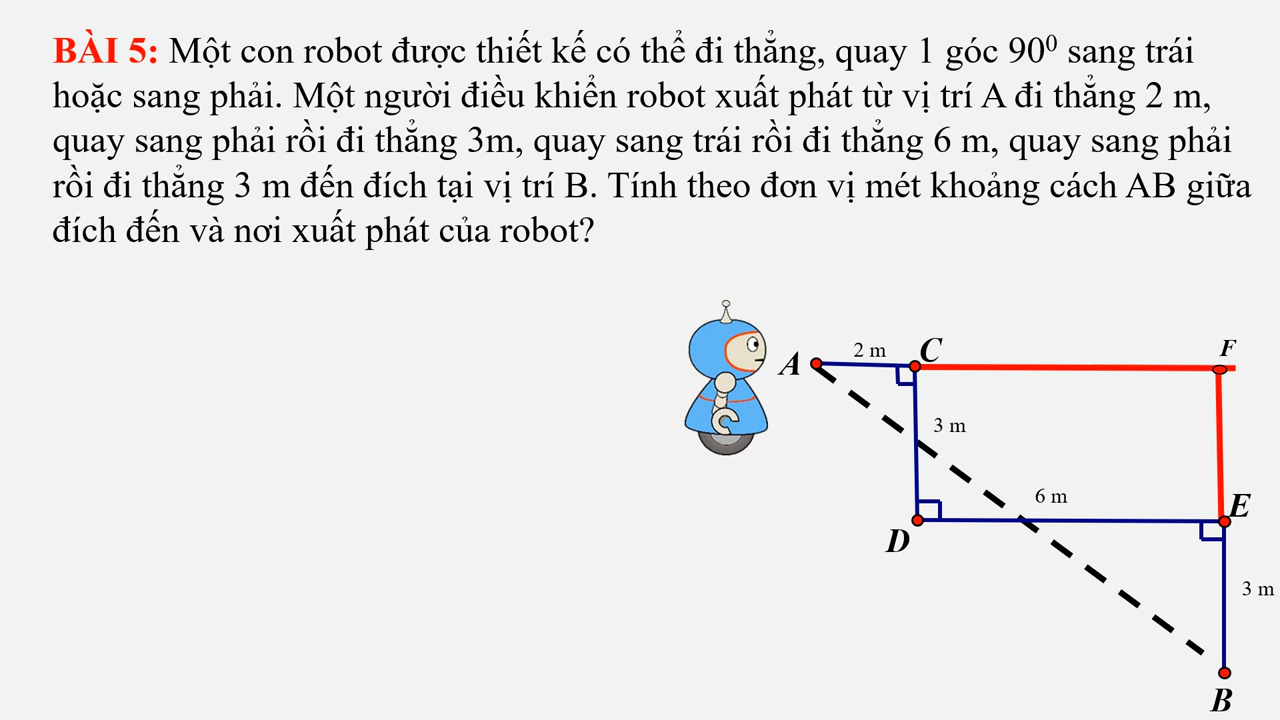 BÀI 5: Một con robot được thiết kế có thể đi thẳng, quay 1 góc 90⁰ sang trái
hoặc sang phải. Một người điều khiển robot xuất phát từ vị trí A đi thẳng 2 m,
quay sang phải rồi đi thẳng 3m, quay sang trái rồi đi thẳng 6 m, quay sang phải
rồi đi thẳng 3 m đến đích tại vị trí B. Tính theo đơn vị mét khoảng cách AB giữa
đích đến và nơi xuất phát của robot?
A
2 m
C
F
3 m
6 m
E
D
3 m
B